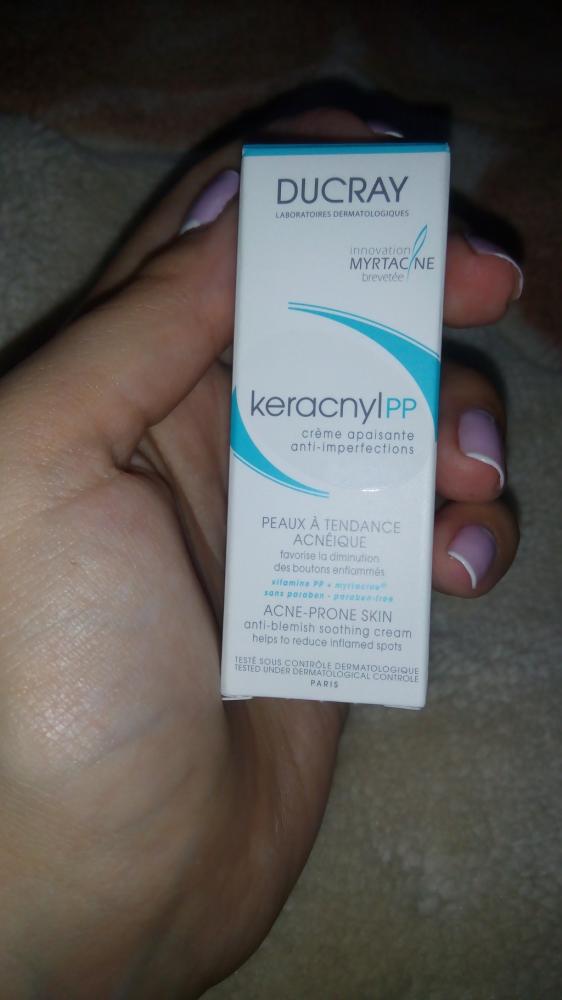 DUCRAY
LABORATOIRES DERMATOLOGIQUES
innovation
MYRTACINE
brevetée
keracnyl PP
crème apaisante
anti-imperfections
PEAUX À TENDANCE
ACNÉIQUE
favorise la diminution
des boutons enflammés
vitamine PP + myrtacine®
sans paraben - paraben-free
ACNE-PRONE SKIN
anti-blemish soothing cream
helps to reduce inflamed spots
TESTÉ SOUS CONTRÔLE DERMATOLOGIQUE
TESTED UNDER DERMATOLOGICAL CONTROLE
PARIS